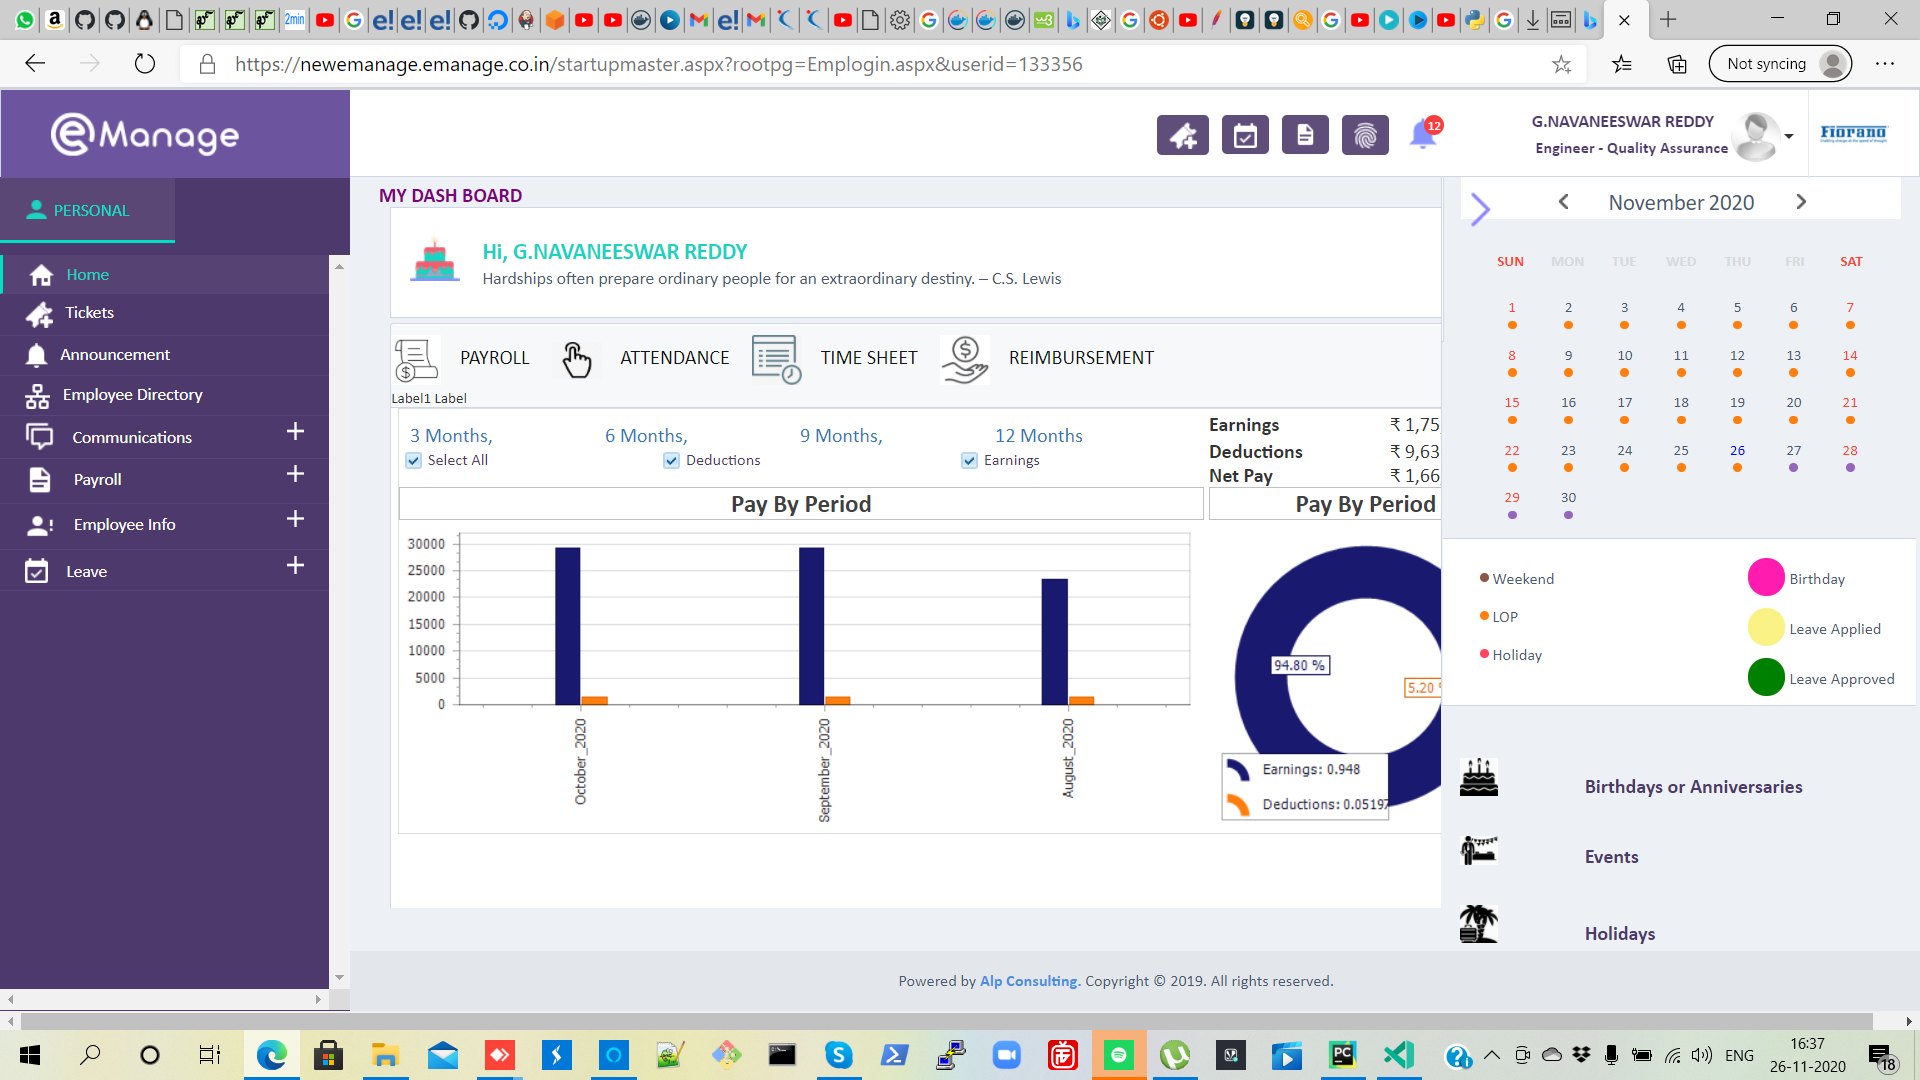 https://newemanage.emanage.co.in/startupmaster.aspx?rootpg=Emplogin.aspx&userid=133356
Not syncing
eManage
12
G.NAVANEESWAR REDDY
Engineer - Quality Assurance
Fiorano
PERSONAL
Home
Tickets
Announcement
Employee Directory
Communications
Payroll
Employee Info
Leave
MY DASH BOARD
Hi, G.NAVANEESWAR REDDY
Hardships often prepare ordinary people for an extraordinary destiny. – C.S. Lewis
PAYROLL ATTENDANCE TIME SHEET REIMBURSEMENT
Label1 Label
3 Months, 6 Months, 9 Months, 12 Months
Select All Deductions Earnings
Earnings ₹ 1,75,
Deductions ₹ 9,63
Net Pay ₹ 1,66
Pay By Period
30000
25000
20000
15000
10000
5000
0
October_2020
September_2020
August_2020
Pay By Period
94.80 %
5.20
Earnings: 0.948
Deductions: 0.05197
November 2020
SUN MON TUE WED THU FRI SAT
1 2 3 4 5 6 7
8 9 10 11 12 13 14
15 16 17 18 19 20 21
22 23 24 25 26 27 28
29 30
Weekend
LOP
Holiday
Birthday
Leave Applied
Leave Approved
Birthdays or Anniversaries
Events
Holidays
Powered by Alp Consulting. Copyright © 2019. All rights reserved.
ENG
16:37
26-11-2020
18